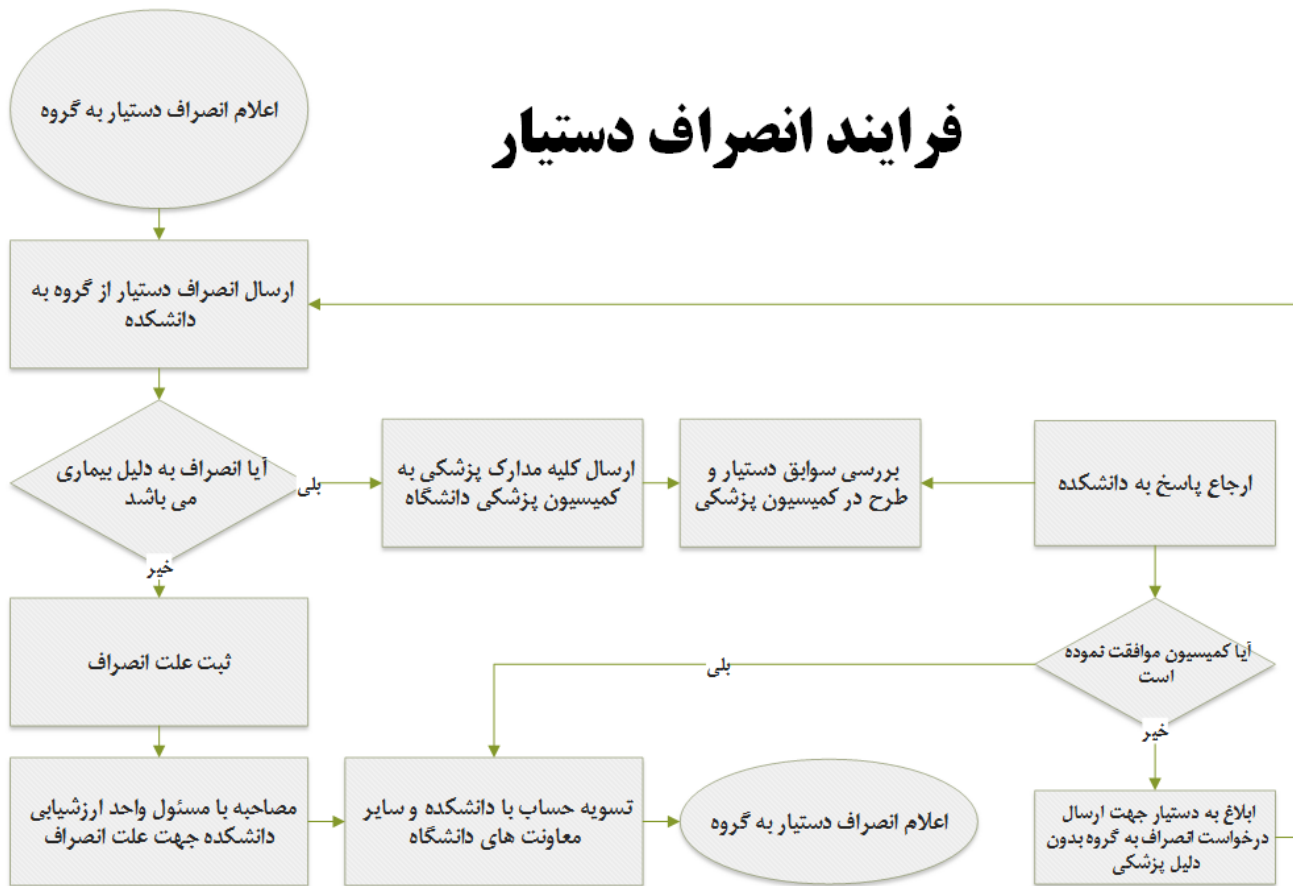 فرایند انصراف دستیار
اعلام انصراف دستیار به گروه
ارسال انصراف دستیار از گروه به
دانشکده
آیا انصراف به دلیل بیماری
می باشد
بلی
ارسال کلیه مدارک پزشکی به
کمیسیون پزشکی دانشگاه
بررسی سوابق دستیار و
طرح در کمیسیون پزشکی
ارجاع پاسخ به دانشکده
خیر
ثبت علت انصراف
آیا کمیسیون موافقت نموده
است
بلی
خیر
مصاحبه با مسئول واحد ارزشیابی
دانشکده جهت علت انصراف
تسویه حساب با دانشکده و سایر
معاونت های دانشگاه
اعلام انصراف دستیار به گروه
ابلاغ به دستیار جهت ارسال
درخواست انصراف به گروه بدون
دلیل پزشکی